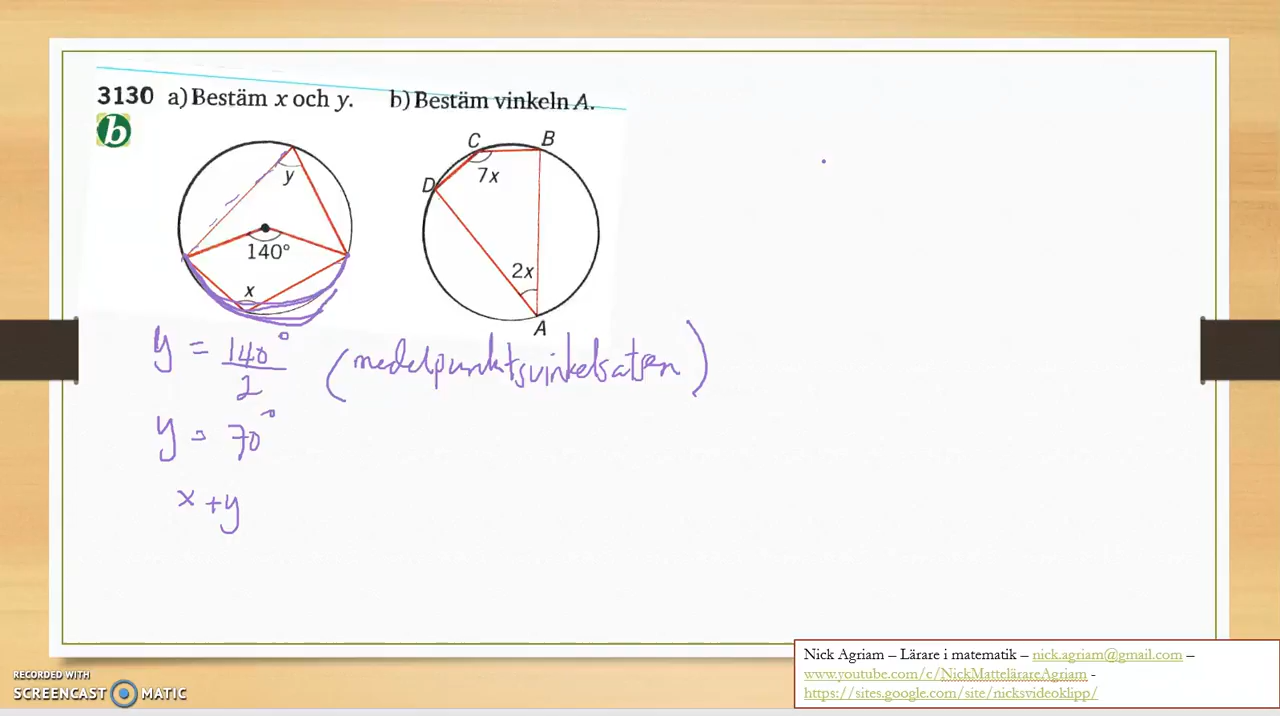 3130 a) Bestäm x och y. b) Bestäm vinkeln A.
b
C B
y 7x
D
140°
2x
x
A
y = 140° / 2 (medelpunktsvinkelsatsen)
y = 70°
x + y
Nick Agriam – Lärare i matematik – nick.agriam@gmail.com –
www.youtube.com/c/NickMattelärareAgriam -
https://sites.google.com/site/nicksvideoklipp/
RECORDED WITH
SCREENCAST MATIC